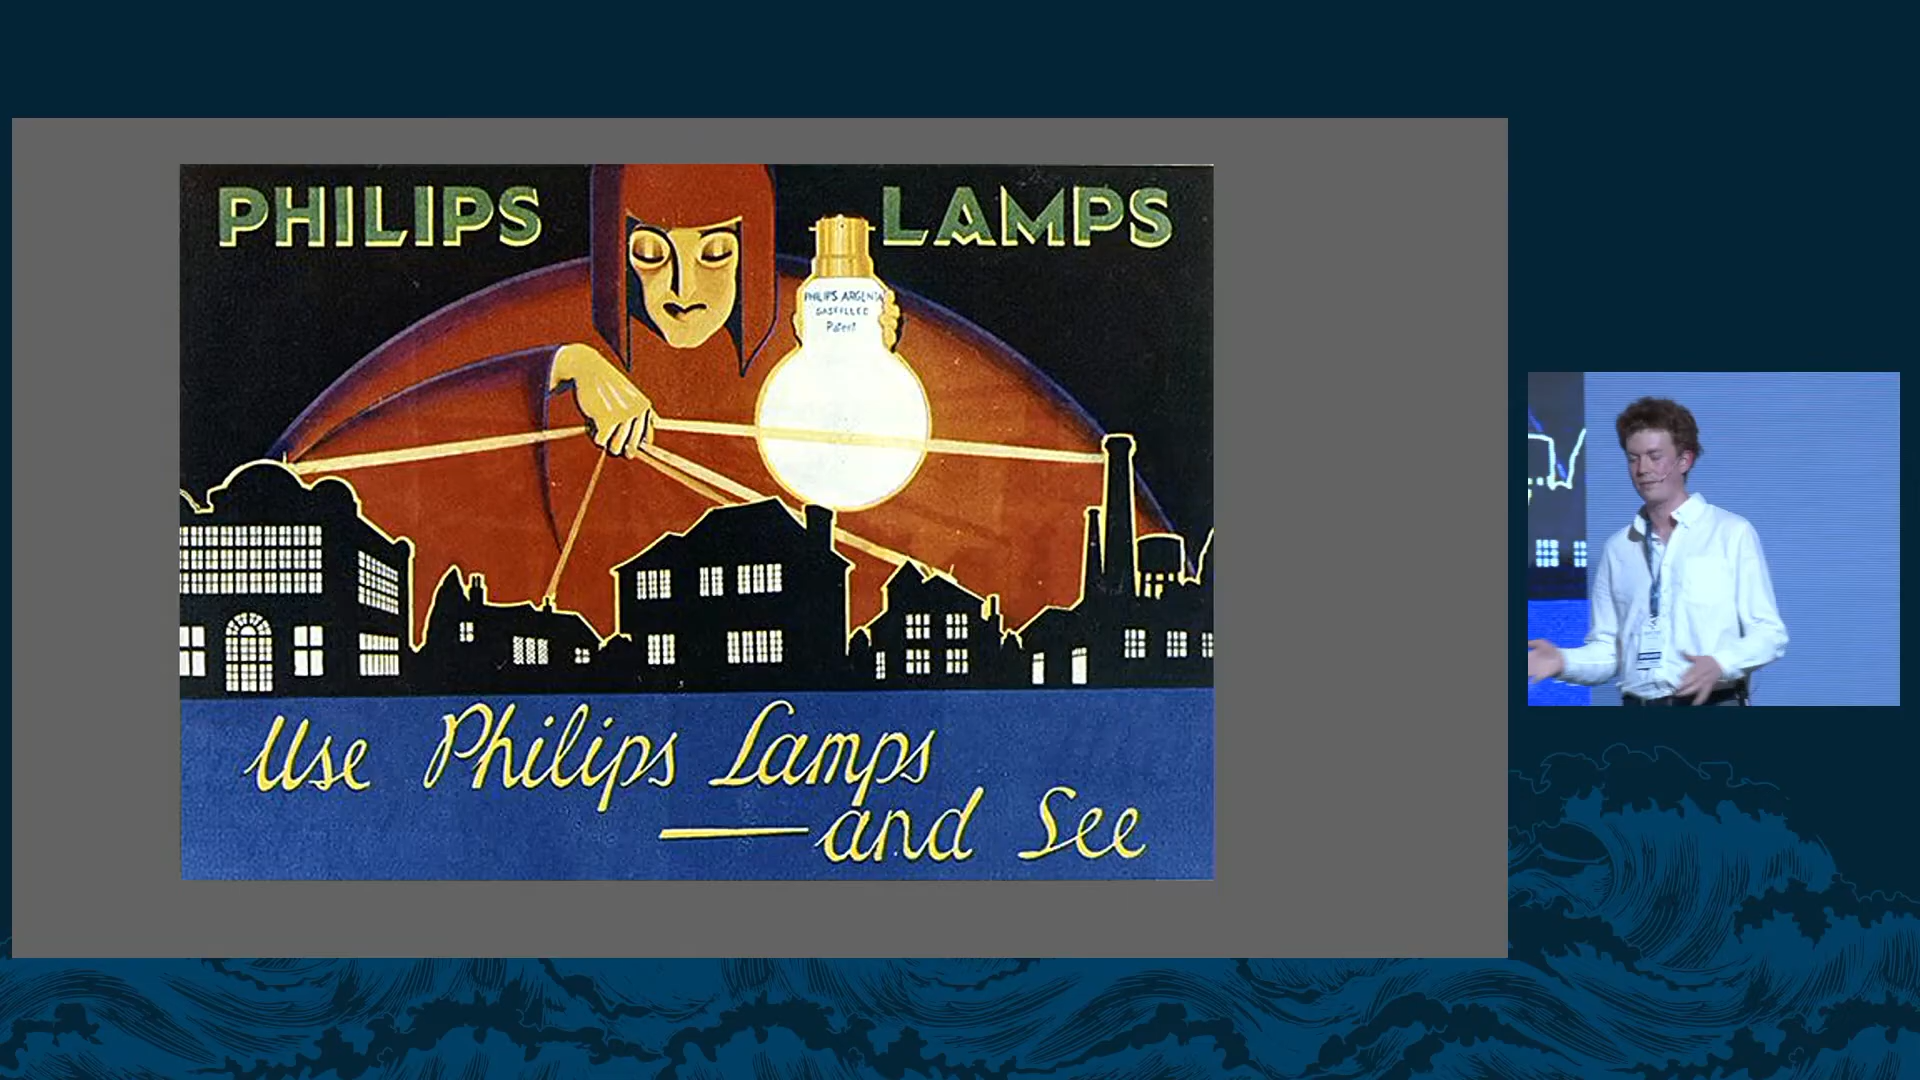 PHILIPS LAMPS
PHILIPS ARGENTA
GASFILLED
Patent
Use Philips Lamps
—and See